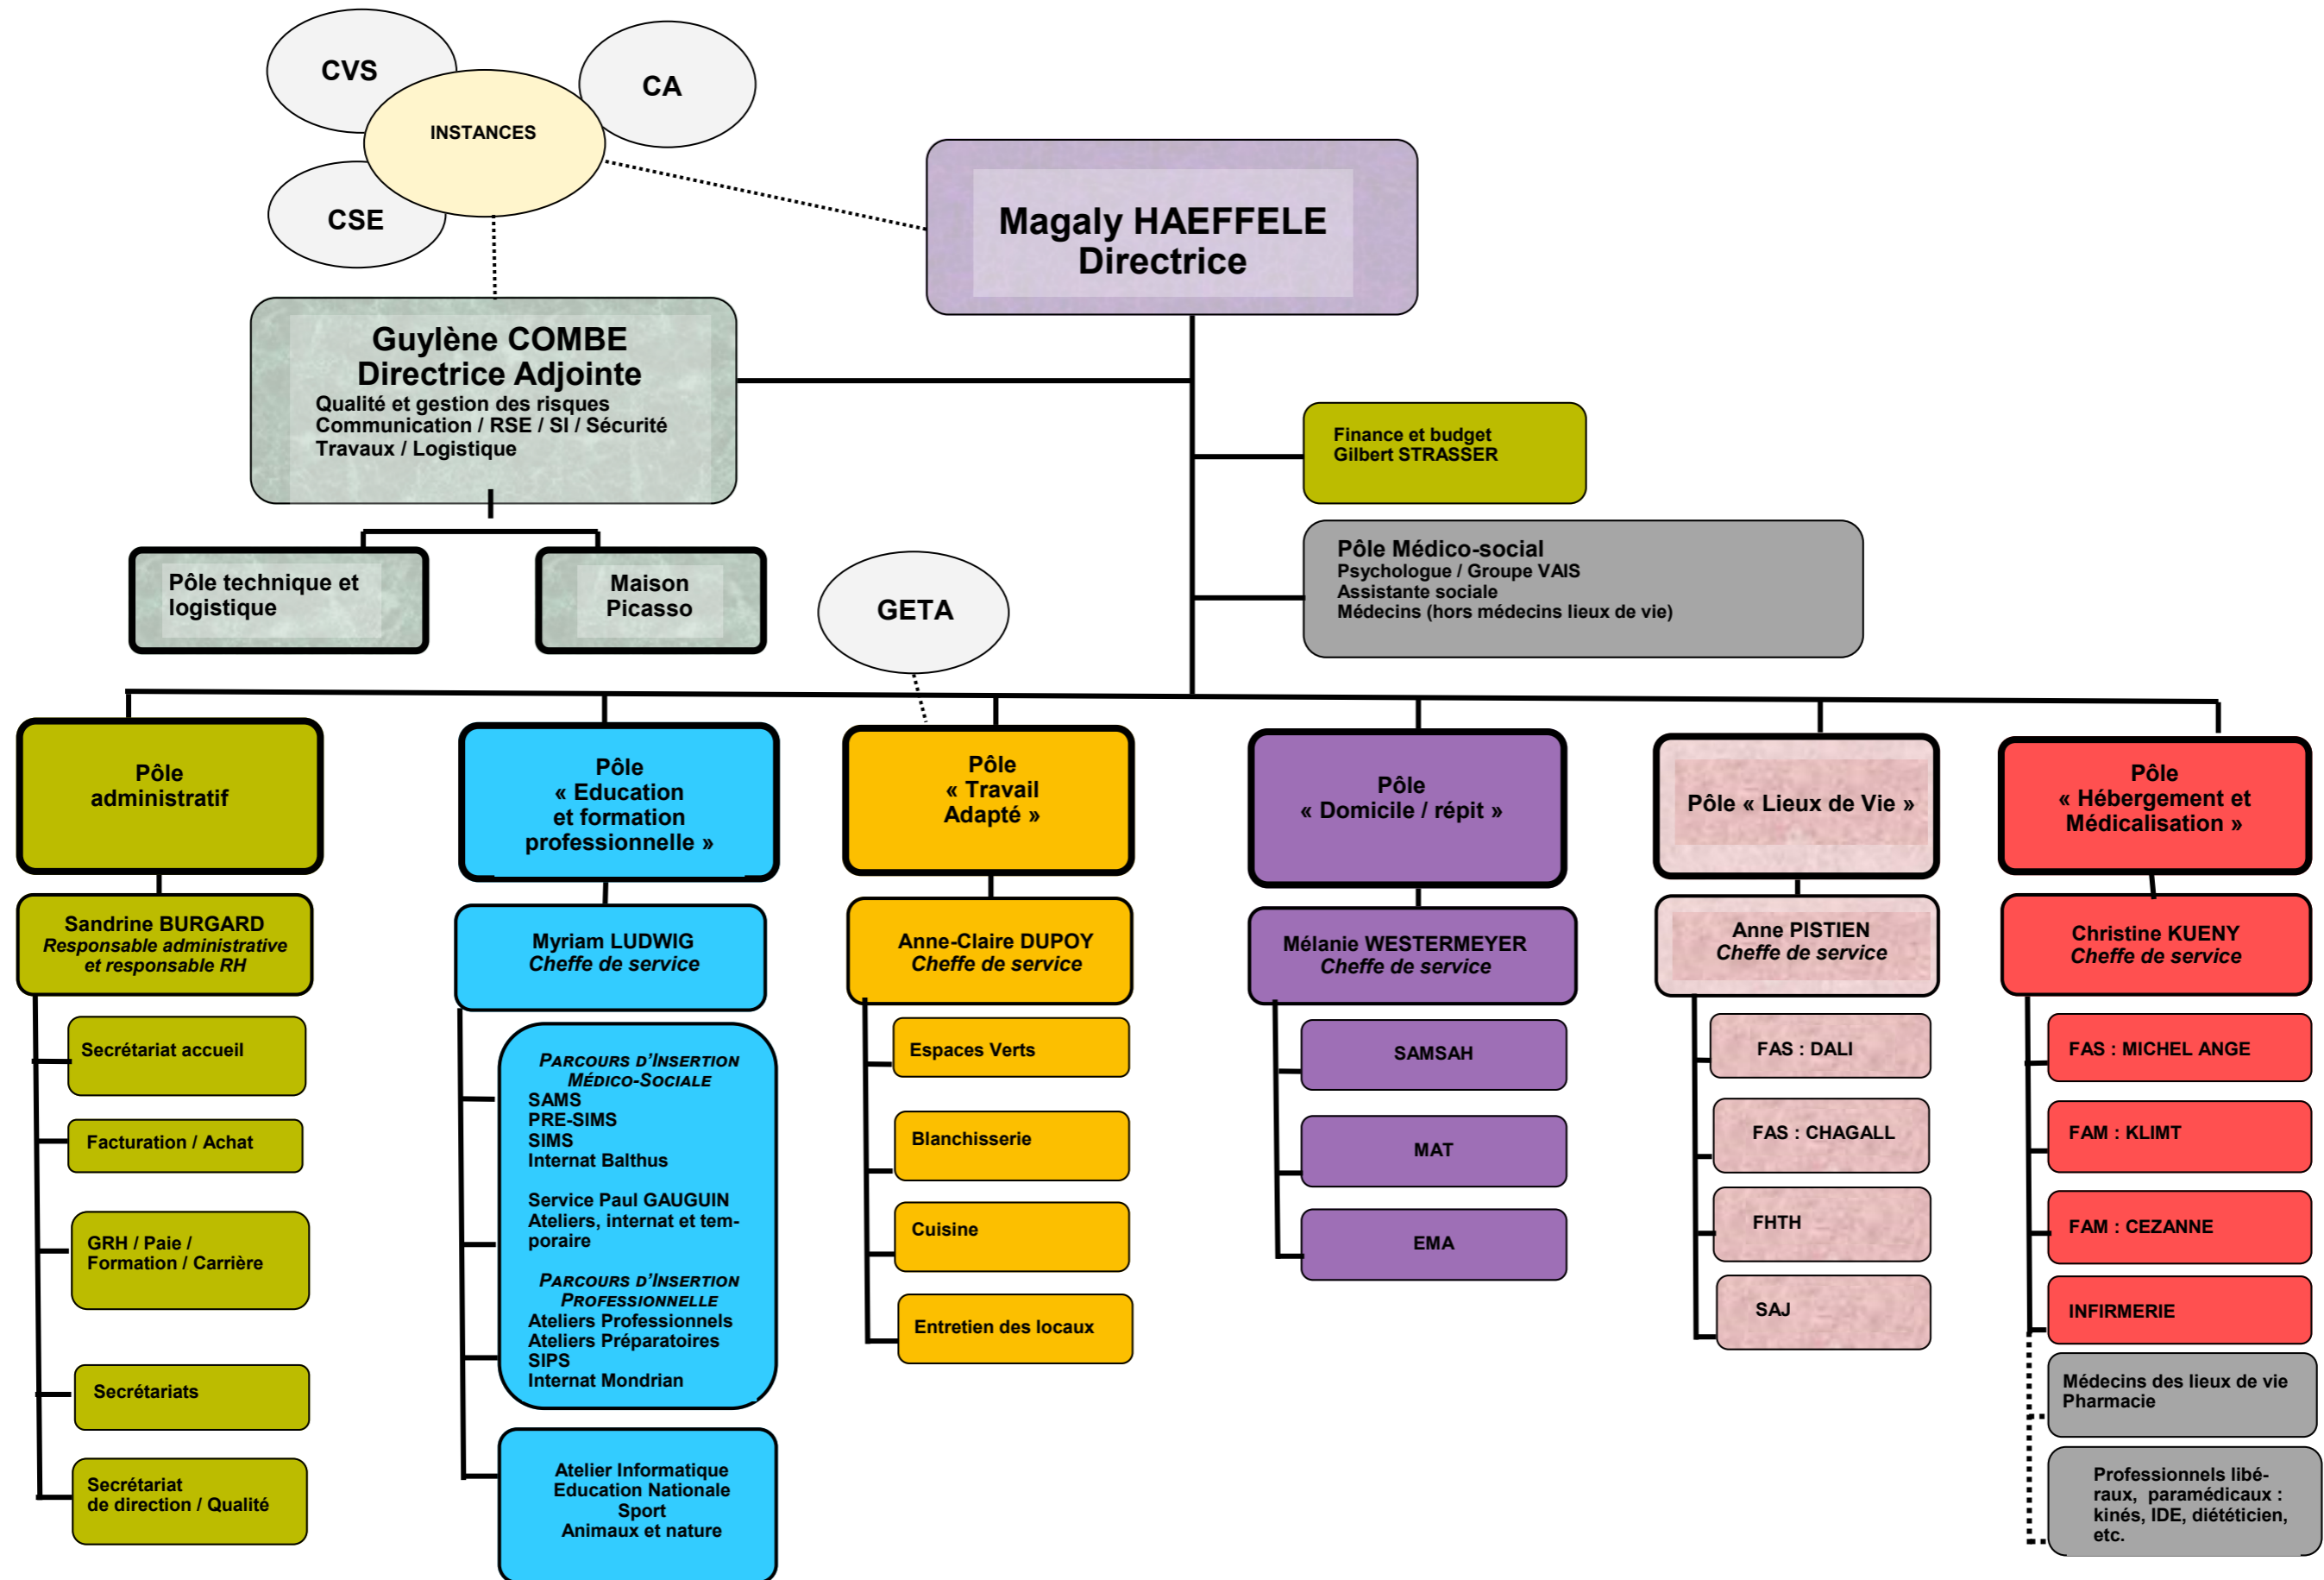 CVS
CA
INSTANCES
CSE
Magaly HAEFFELE
Directrice
Guylène COMBE
Directrice Adjointe
Qualité et gestion des risques
Communication / RSE / SI / Sécurité
Travaux / Logistique
Finance et budget
Gilbert STRASSER
Pôle Médico-social
Psychologue / Groupe VAIS
Assistante sociale
Médecins (hors médecins lieux de vie)
Pôle technique et
logistique
Maison
Picasso
GETA
Pôle
administratif
Sandrine BURGARD
Responsable administrative
et responsable RH
Secrétariat accueil
Facturation / Achat
GRH / Paie /
Formation / Carrière
Secrétariats
Secrétariat
de direction / Qualité
Pôle
« Education
et formation
professionnelle »
Myriam LUDWIG
Cheffe de service
PARCOURS D’INSERTION
MÉDICO-SOCIALE
SAMS
PRE-SIMS
SIMS
Internat Balthus
Service Paul GAUGUIN
Ateliers, internat et tem-
poraire
PARCOURS D’INSERTION
PROFESSIONNELLE
Ateliers Professionnels
Ateliers Préparatoires
SIPS
Internat Mondrian
Atelier Informatique
Education Nationale
Sport
Animaux et nature
Pôle
« Travail
Adapté »
Anne-Claire DUPOY
Cheffe de service
Espaces Verts
Blanchisserie
Cuisine
Entretien des locaux
Pôle
« Domicile / répit »
Mélanie WESTERMEYER
Cheffe de service
SAMSAH
MAT
EMA
Pôle « Lieux de Vie »
Anne PISTIEN
Cheffe de service
FAS : DALI
FAS : CHAGALL
FHTH
SAJ
Pôle
« Hébergement et
Médicalisation »
Christine KUENY
Cheffe de service
FAS : MICHEL ANGE
FAM : KLIMT
FAM : CEZANNE
INFIRMERIE
Médecins des lieux de vie
Pharmacie
Professionnels libé-
raux, paramédicaux :
kinés, IDE, diététicien,
etc.